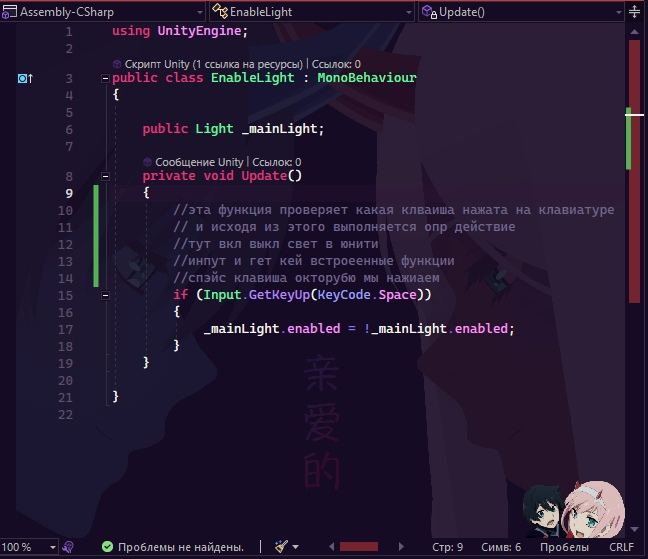 Assembly-CSharp EnableLight Update()
1 using UnityEngine;
2
Скрипт Unity (1 ссылка на ресурсы) | Ссылок: 0
3 public class EnableLight : MonoBehaviour
4 {
5
6 public Light _mainLight;
7
Сообщение Unity | Ссылок: 0
8 private void Update()
9 {
10 //эта функция проверяет какая клваиша нажата на клавиатуре
11 // и исходя из этого выполняется опр действие
12 //тут вкл выкл свет в юнити
13 //инпут и гет кей встроеенные функции
14 //спэйс клавиша окторубю мы нажиаем
15 if (Input.GetKeyUp(KeyCode.Space))
16 {
17 _mainLight.enabled = !_mainLight.enabled;
18 }
19 }
20
21 }
22
亲
爱
的
100 % Проблемы не найдены. Стр: 9 Симв: 6 Пробелы CRLF